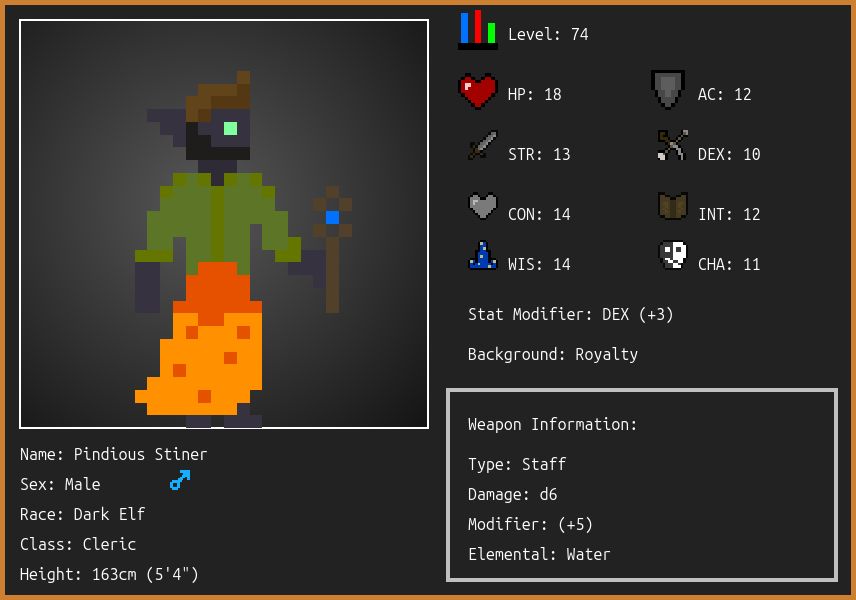 Level: 74
HP: 18
AC: 12
STR: 13
DEX: 10
CON: 14
INT: 12
WIS: 14
CHA: 11
Stat Modifier: DEX (+3)
Background: Royalty
Weapon Information:
Type: Staff
Damage: d6
Modifier: (+5)
Elemental: Water
Name: Pindious Stiner
Sex: Male
Race: Dark Elf
Class: Cleric
Height: 163cm (5'4")